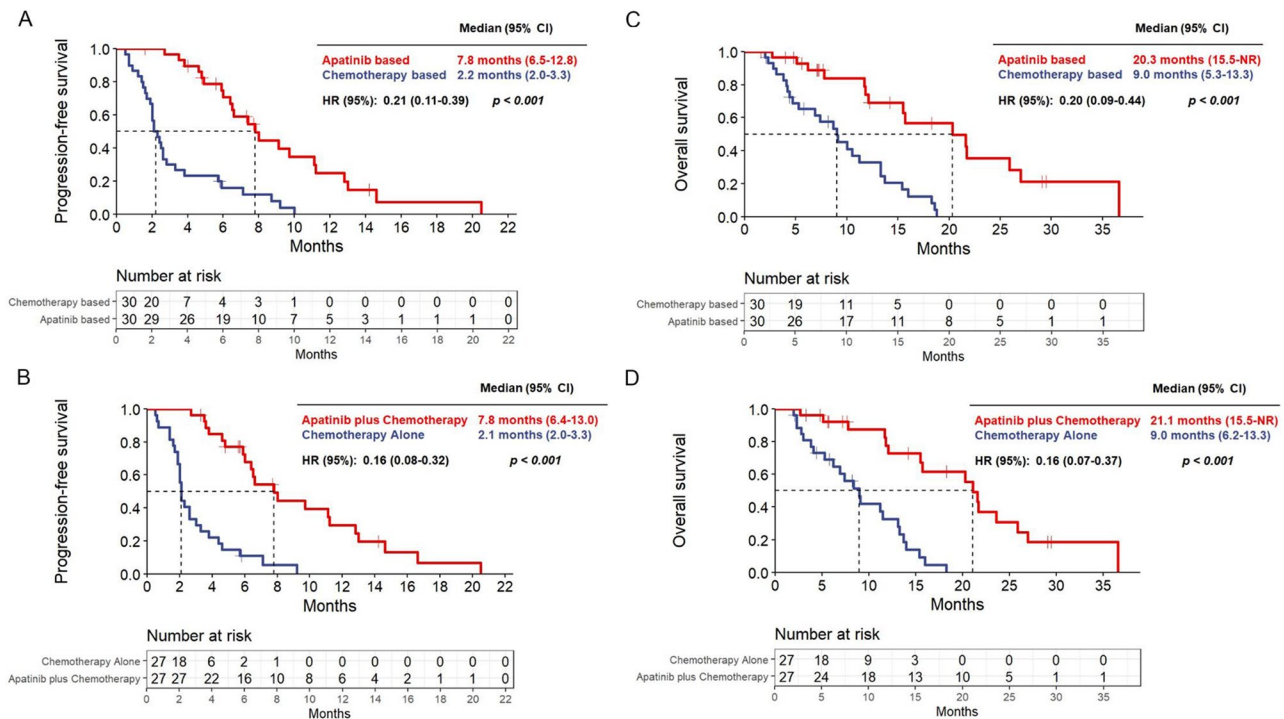 A
Median (95% CI)
Apatinib based 7.8 months (6.5-12.8)
Chemotherapy based 2.2 months (2.0-3.3)
HR (95%): 0.21 (0.11-0.39) p < 0.001
Progression-free survival
1.0
0.8
0.6
0.4
0.2
0.0
0 2 4 6 8 10 12 14 16 18 20 22
Months
Number at risk
Chemotherapy based 30 20 7 4 3 1 0 0 0 0 0 0
Apatinib based 30 29 26 19 10 7 5 3 1 1 1 0
0 2 4 6 8 10 12 14 16 18 20 22
Months
B
Median (95% CI)
Apatinib plus Chemotherapy 7.8 months (6.4-13.0)
Chemotherapy Alone 2.1 months (2.0-3.3)
HR (95%): 0.16 (0.08-0.32) p < 0.001
Progression-free survival
1.0
0.8
0.6
0.4
0.2
0.0
0 2 4 6 8 10 12 14 16 18 20 22
Months
Number at risk
Chemotherapy Alone 27 18 6 2 1 0 0 0 0 0 0 0
Apatinib plus Chemotherapy 27 27 22 16 10 8 6 4 2 1 1 0
0 2 4 6 8 10 12 14 16 18 20 22
Months
C
Median (95% CI)
Apatinib based 20.3 months (15.5-NR)
Chemotherapy based 9.0 months (5.3-13.3)
HR (95%): 0.20 (0.09-0.44) p < 0.001
Overall survival
1.0
0.8
0.6
0.4
0.2
0.0
0 5 10 15 20 25 30 35
Months
Number at risk
Chemotherapy based 30 19 11 5 0 0 0 0
Apatinib based 30 26 17 11 8 5 1 1
0 5 10 15 20 25 30 35
Months
D
Median (95% CI)
Apatinib plus Chemotherapy 21.1 months (15.5-NR)
Chemotherapy Alone 9.0 months (6.2-13.3)
HR (95%): 0.16 (0.07-0.37) p < 0.001
Overall survival
1.0
0.8
0.6
0.4
0.2
0.0
0 5 10 15 20 25 30 35
Months
Number at risk
Chemotherapy Alone 27 18 9 3 0 0 0 0
Apatinib plus Chemotherapy 27 24 18 13 10 5 1 1
0 5 10 15 20 25 30 35
Months